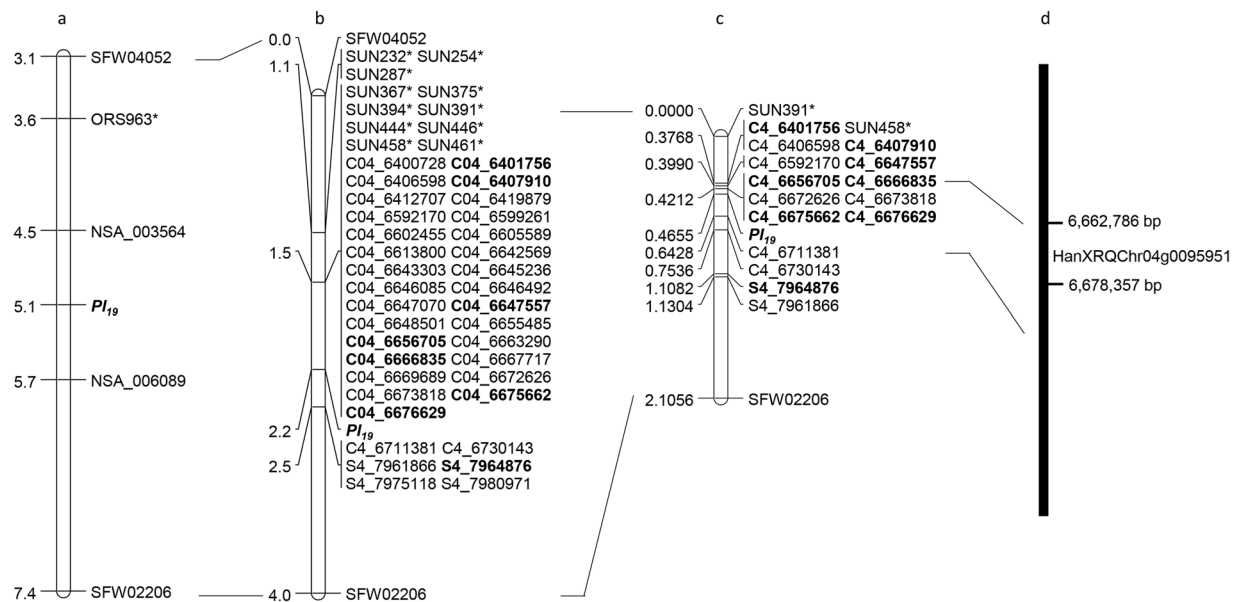 a
3.1 SFW04052
3.6 ORS963*
4.5 NSA_003564
5.1 Pl19
5.7 NSA_006089
7.4 SFW02206
b
0.0 SFW04052
1.1 SUN232* SUN254*
SUN287*
SUN367* SUN375*
SUN394* SUN391*
SUN444* SUN446*
SUN458* SUN461*
C04_6400728 C04_6401756
C04_6406598 C04_6407910
C04_6412707 C04_6419879
C04_6592170 C04_6599261
C04_6602455 C04_6605589
1.5 C04_6613800 C04_6642569
C04_6643303 C04_6645236
C04_6646085 C04_6646492
C04_6647070 C04_6647557
C04_6648501 C04_6655485
C04_6656705 C04_6663290
C04_6666835 C04_6667717
C04_6669689 C04_6672626
C04_6673818 C04_6675662
C04_6676629
2.2 Pl19
C4_6711381 C4_6730143
2.5 S4_7961866 S4_7964876
S4_7975118 S4_7980971
4.0 SFW02206
c
0.0000 SUN391*
0.3768 C4_6401756 SUN458*
C4_6406598 C4_6407910
0.3990 C4_6592170 C4_6647557
C4_6656705 C4_6666835
0.4212 C4_6672626 C4_6673818
C4_6675662 C4_6676629
0.4655 Pl19
0.6428 C4_6711381
0.7536 C4_6730143
1.1082 S4_7964876
1.1304 S4_7961866
2.1056 SFW02206
d
6,662,786 bp
HanXRQChr04g0095951
6,678,357 bp